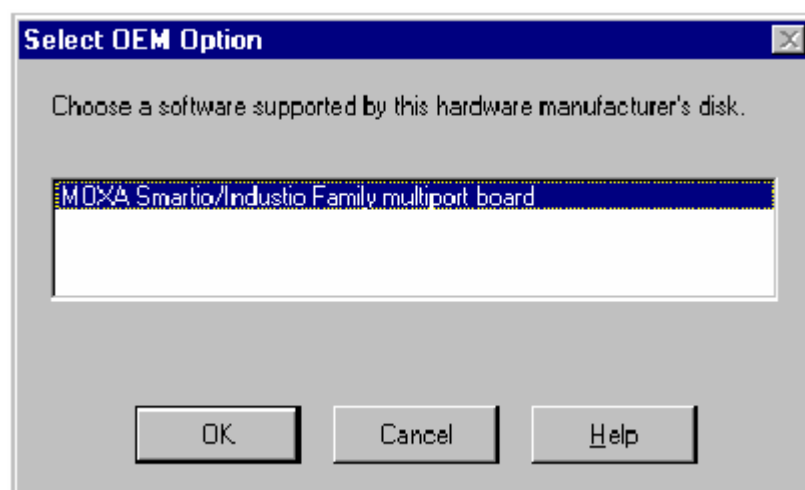 Select OEM Option
Choose a software supported by this hardware manufacturer's disk.
MOXA Smartio/Industio Family multiport board
OK
Cancel
Help